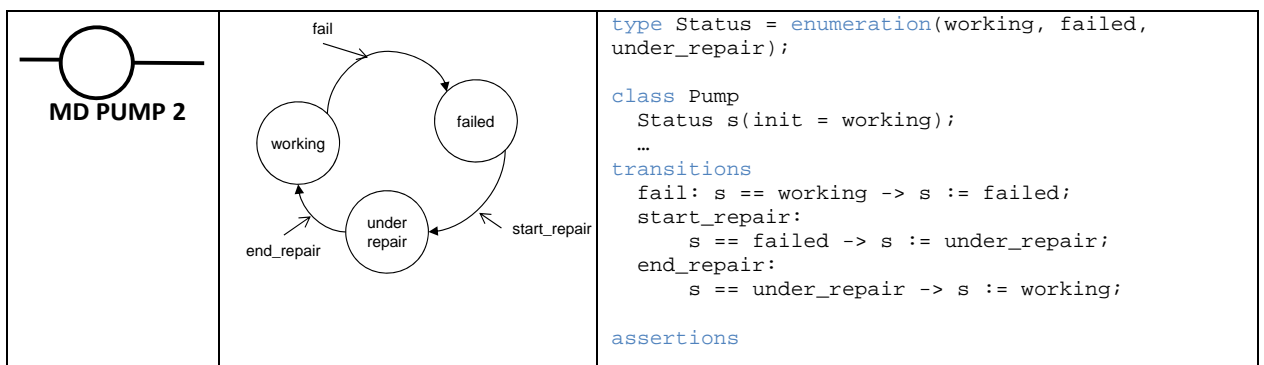 MD PUMP 2
fail
working
failed
under
repair
start_repair
end_repair
type Status = enumeration(working, failed,
under_repair);
class Pump
Status s(init = working);
…
transitions
fail: s == working -> s := failed;
start_repair:
s == failed -> s := under_repair;
end_repair:
s == under_repair -> s := working;
assertions